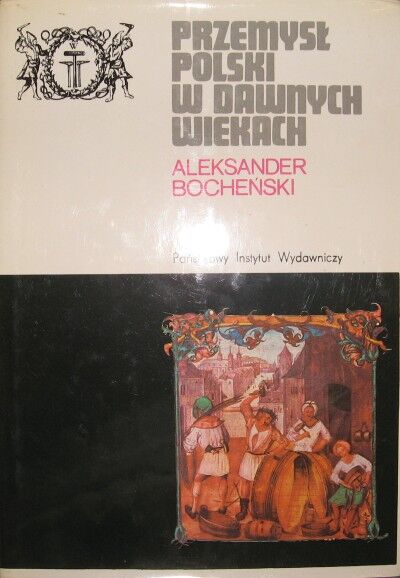 PRZEMYSŁ
POLSKI
W DAWNYCH
WIEKACH
ALEKSANDER
BOCHEŃSKI
Państwowy Instytut Wydawniczy